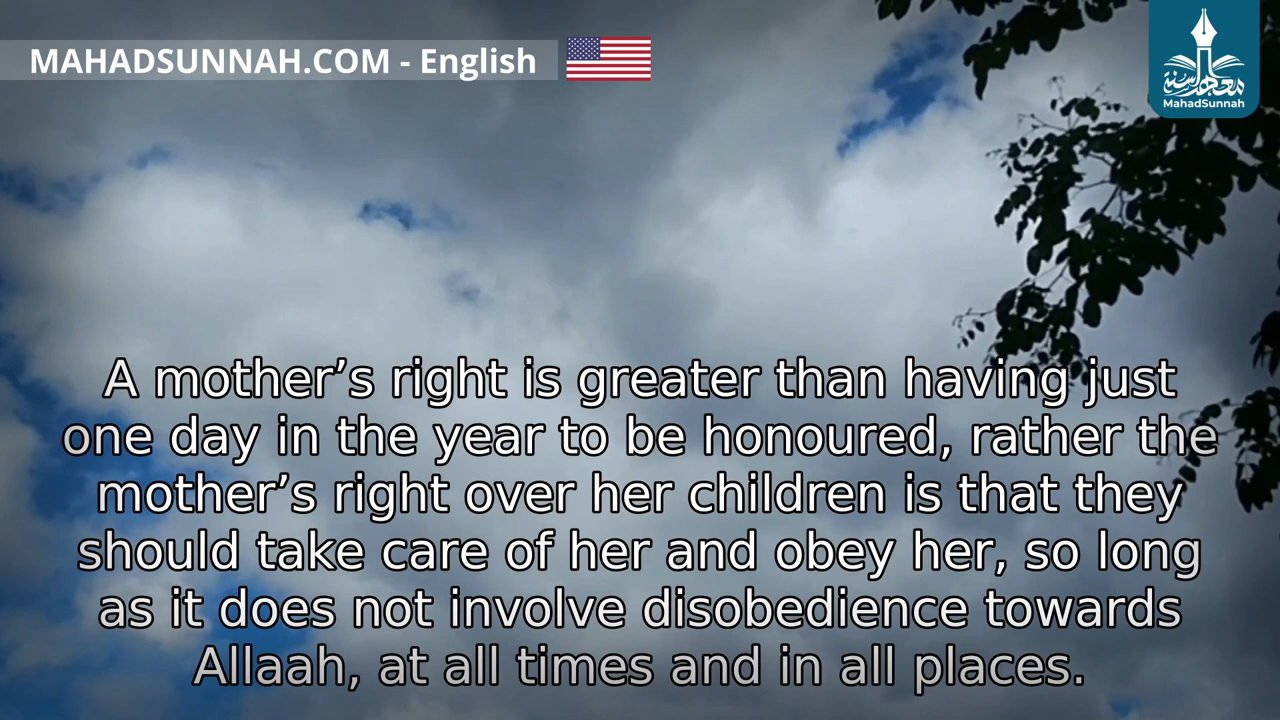 MAHADSUNNAH.COM - English
معهد السنة
MahadSunnah
A mother’s right is greater than having just
one day in the year to be honoured, rather the
mother’s right over her children is that they
should take care of her and obey her, so long
as it does not involve disobedience towards
Allaah, at all times and in all places.